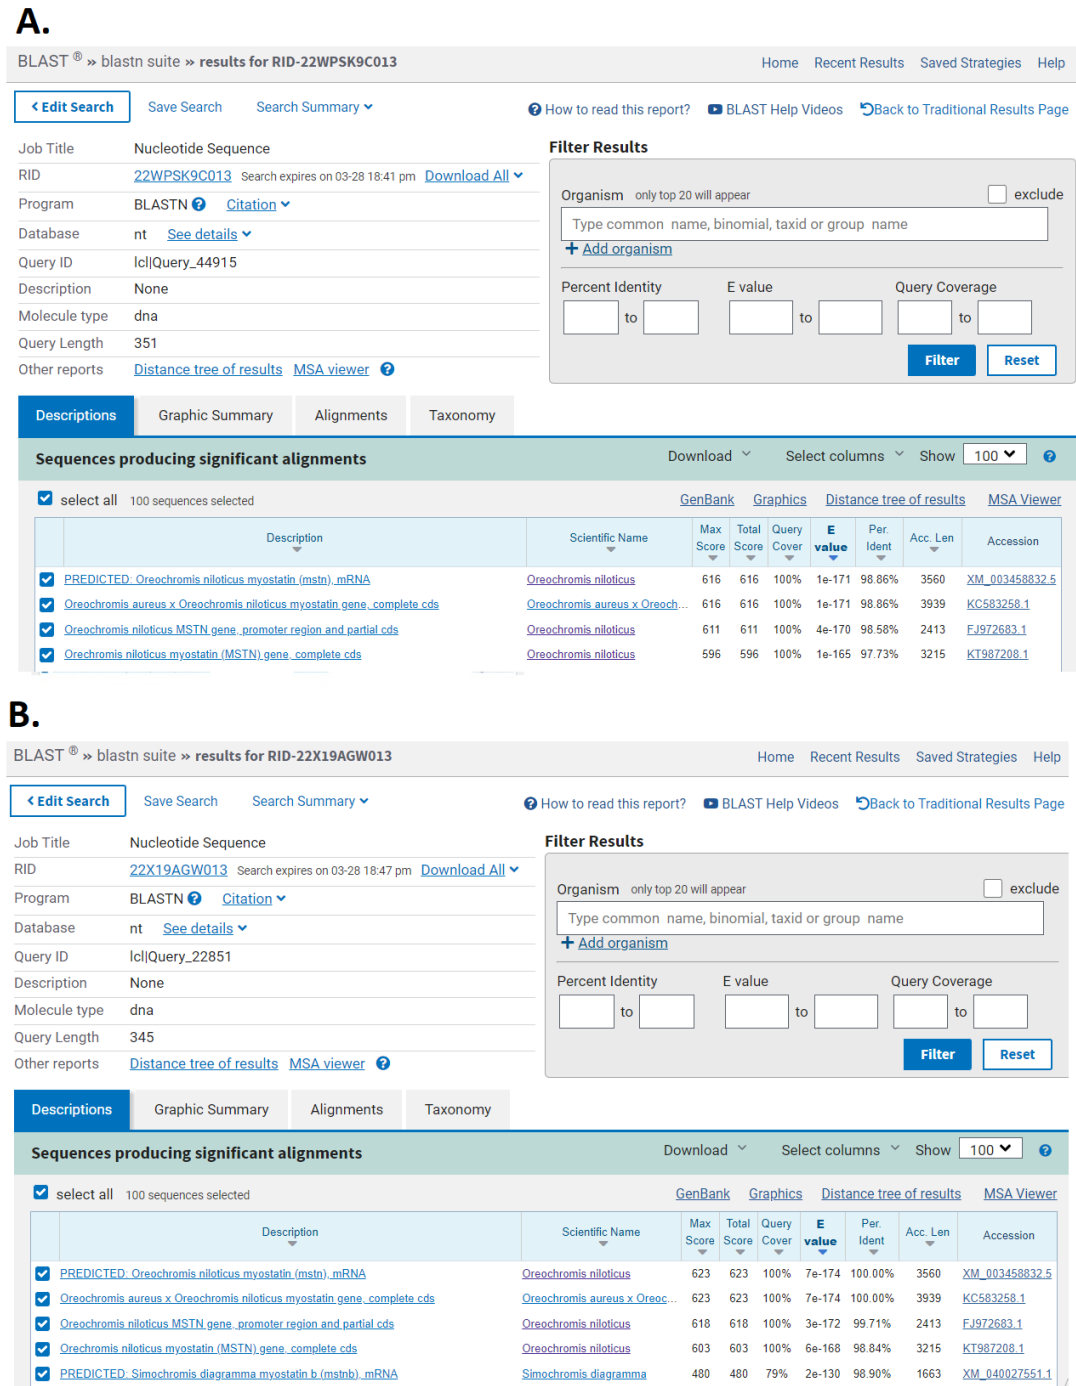 A.
BLAST ® » blastn suite » results for RID-22WPSK9C013 Home Recent Results Saved Strategies Help
< Edit Search Save Search Search Summary How to read this report? BLAST Help Videos Back to Traditional Results Page
Job Title Nucleotide Sequence
RID 22WPSK9C013 Search expires on 03-28 18:41 pm Download All
Program BLASTN Citation
Database nt See details
Query ID lcl|Query_44915
Description None
Molecule type dna
Query Length 351
Other reports Distance tree of results MSA viewer
Filter Results
Organism only top 20 will appear exclude
Type common name, binomial, taxid or group name
+ Add organism
Percent Identity E value Query Coverage
to to to
Filter Reset
Descriptions Graphic Summary Alignments Taxonomy
Sequences producing significant alignments Download Select columns Show 100
select all 100 sequences selected GenBank Graphics Distance tree of results MSA Viewer
Description Scientific Name Max Score Total Score Query Cover E value Per. Ident Acc. Len Accession
PREDICTED: Oreochromis niloticus myostatin (mstn), mRNA Oreochromis niloticus 616 616 100% 1e-171 98.86% 3560 XM_003458832.5
Oreochromis aureus x Oreochromis niloticus myostatin gene, complete cds Oreochromis aureus x Oreoch... 616 616 100% 1e-171 98.86% 3939 KC583258.1
Oreochromis niloticus MSTN gene, promoter region and partial cds Oreochromis niloticus 611 611 100% 4e-170 98.58% 2413 FJ972683.1
Orechromis niloticus myostatin (MSTN) gene, complete cds Oreochromis niloticus 596 596 100% 1e-165 97.73% 3215 KT987208.1
B.
BLAST ® » blastn suite » results for RID-22X19AGW013 Home Recent Results Saved Strategies Help
< Edit Search Save Search Search Summary How to read this report? BLAST Help Videos Back to Traditional Results Page
Job Title Nucleotide Sequence
RID 22X19AGW013 Search expires on 03-28 18:47 pm Download All
Program BLASTN Citation
Database nt See details
Query ID lcl|Query_22851
Description None
Molecule type dna
Query Length 345
Other reports Distance tree of results MSA viewer
Filter Results
Organism only top 20 will appear exclude
Type common name, binomial, taxid or group name
+ Add organism
Percent Identity E value Query Coverage
to to to
Filter Reset
Descriptions Graphic Summary Alignments Taxonomy
Sequences producing significant alignments Download Select columns Show 100
select all 100 sequences selected GenBank Graphics Distance tree of results MSA Viewer
Description Scientific Name Max Score Total Score Query Cover E value Per. Ident Acc. Len Accession
PREDICTED: Oreochromis niloticus myostatin (mstn), mRNA Oreochromis niloticus 623 623 100% 7e-174 100.00% 3560 XM_003458832.5
Oreochromis aureus x Oreochromis niloticus myostatin gene, complete cds Oreochromis aureus x Oreoc... 623 623 100% 7e-174 100.00% 3939 KC583258.1
Oreochromis niloticus MSTN gene, promoter region and partial cds Oreochromis niloticus 618 618 100% 3e-172 99.71% 2413 FJ972683.1
Orechromis niloticus myostatin (MSTN) gene, complete cds Oreochromis niloticus 603 603 100% 6e-168 98.84% 3215 KT987208.1
PREDICTED: Simochromis diagramma myostatin b (mstnb), mRNA Simochromis diagramma 480 480 79% 2e-130 98.90% 1663 XM_040027551.1